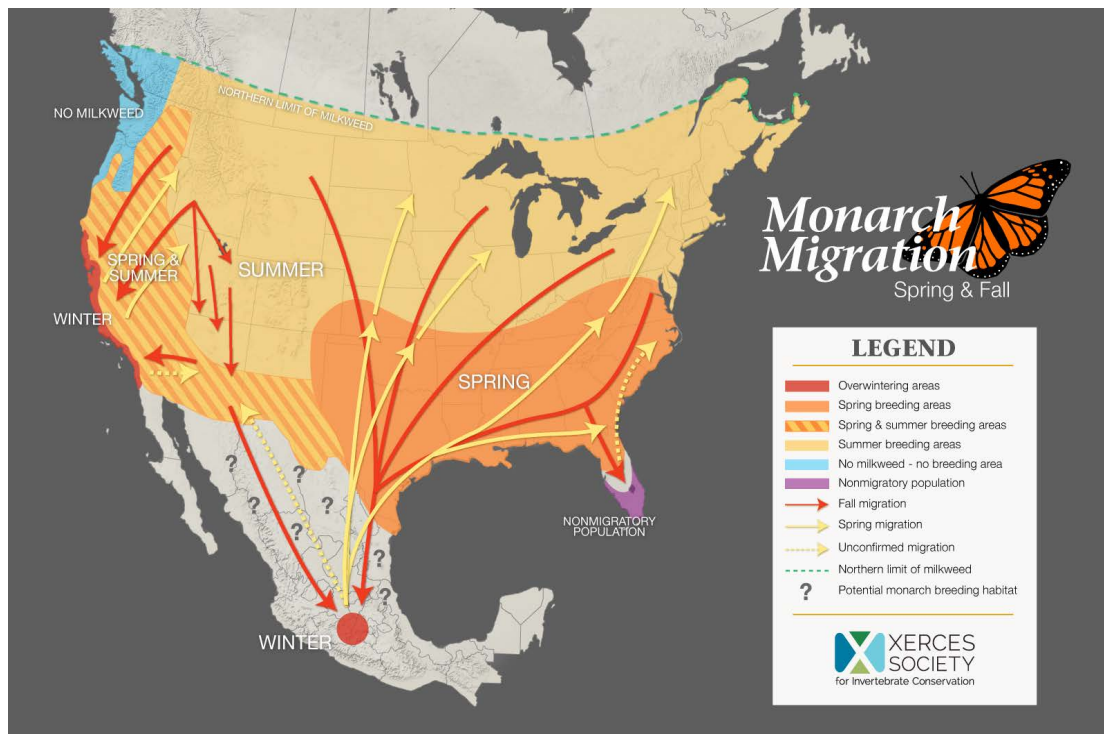 NO MILKWEED
NORTHERN LIMIT OF MILKWEED
SPRING &
SUMMER
SUMMER
WINTER
SPRING
NONMIGRATORY
POPULATION
WINTER
?
?
?
?
?
?
?
Monarch
Migration
Spring & Fall
LEGEND
Overwintering areas
Spring breeding areas
Spring & summer breeding areas
Summer breeding areas
No milkweed - no breeding area
Nonmigratory population
Fall migration
Spring migration
Unconfirmed migration
Northern limit of milkweed
? Potential monarch breeding habitat
XERCES
SOCIETY
for Invertebrate Conservation